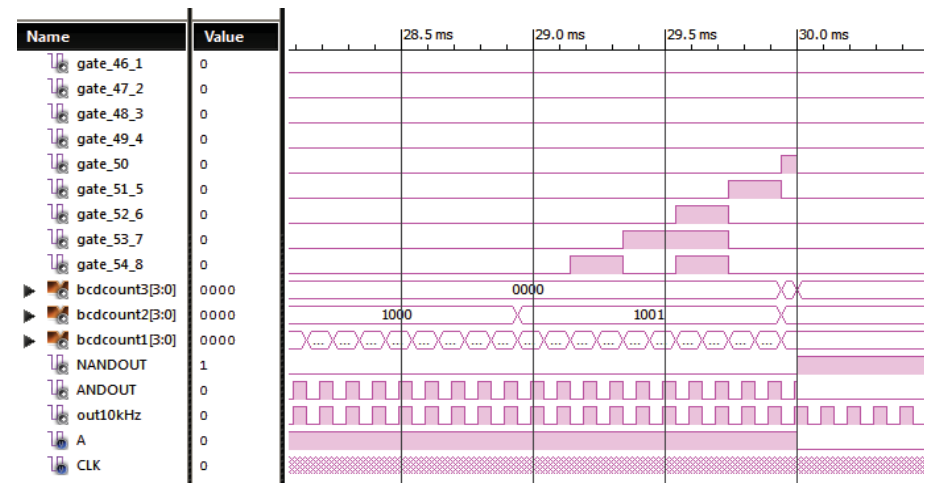 Name Value 28.5 ms 29.0 ms 29.5 ms 30.0 ms
gate_46_1 0
gate_47_2 0
gate_48_3 0
gate_49_4 0
gate_50 0
gate_51_5 0
gate_52_6 0
gate_53_7 0
gate_54_8 0
bcdcount3[3:0] 0000 0000
bcdcount2[3:0] 0000 1000 1001
bcdcount1[3:0] 0000 ... ... ... ... ... ... ... ... ... ... ... ... ... ... ... ... ... ...
NANDOUT 1
ANDOUT 0
out10kHz 0
A 0
CLK 0